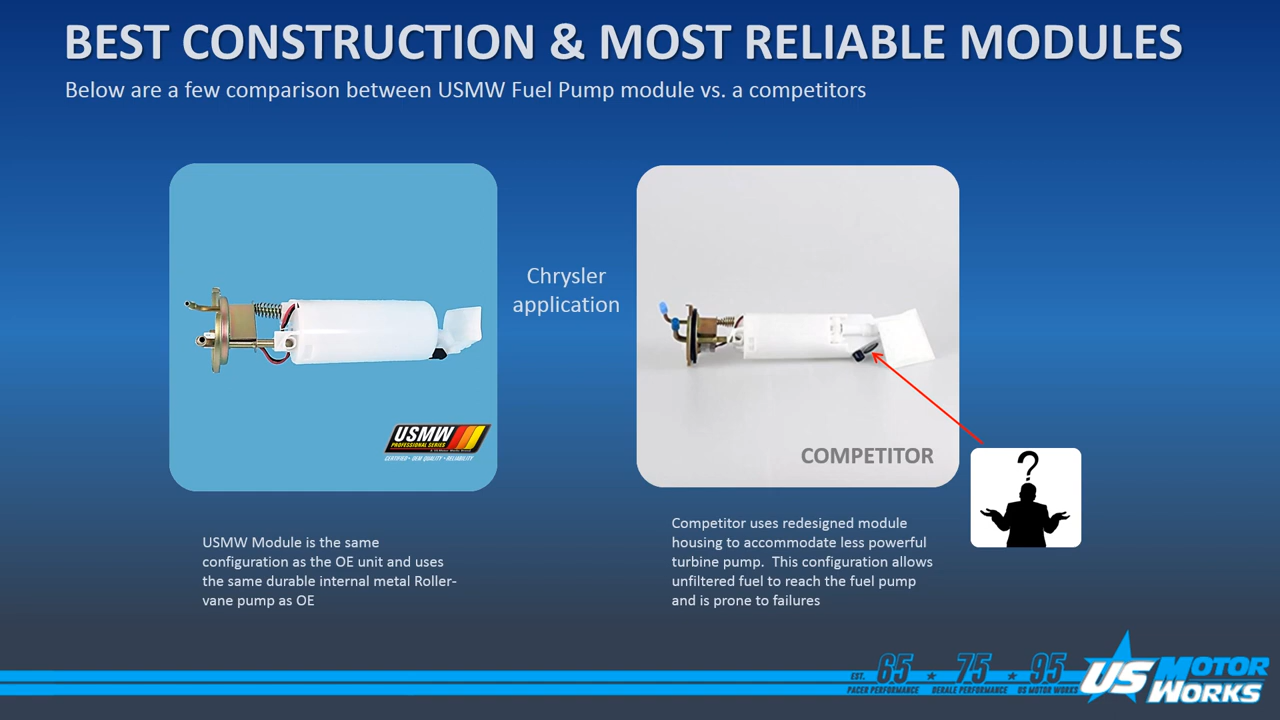 BEST CONSTRUCTION & MOST RELIABLE MODULES
Below are a few comparison between USMW Fuel Pump module vs. a competitors
Chrysler
application
USMW
PROFESSIONAL SERIES
CERTIFIED • OEM QUALITY • RELIABILITY
COMPETITOR
?
USMW Module is the same
configuration as the OE unit and uses
the same durable internal metal Roller-
vane pump as OE
Competitor uses redesigned module
housing to accommodate less powerful
turbine pump. This configuration allows
unfiltered fuel to reach the fuel pump
and is prone to failures
EST. 65 ★ 75 ★ 95
PACER PERFORMANCE DERALE PERFORMANCE US MOTOR WORKS
US MOTOR
WORKS